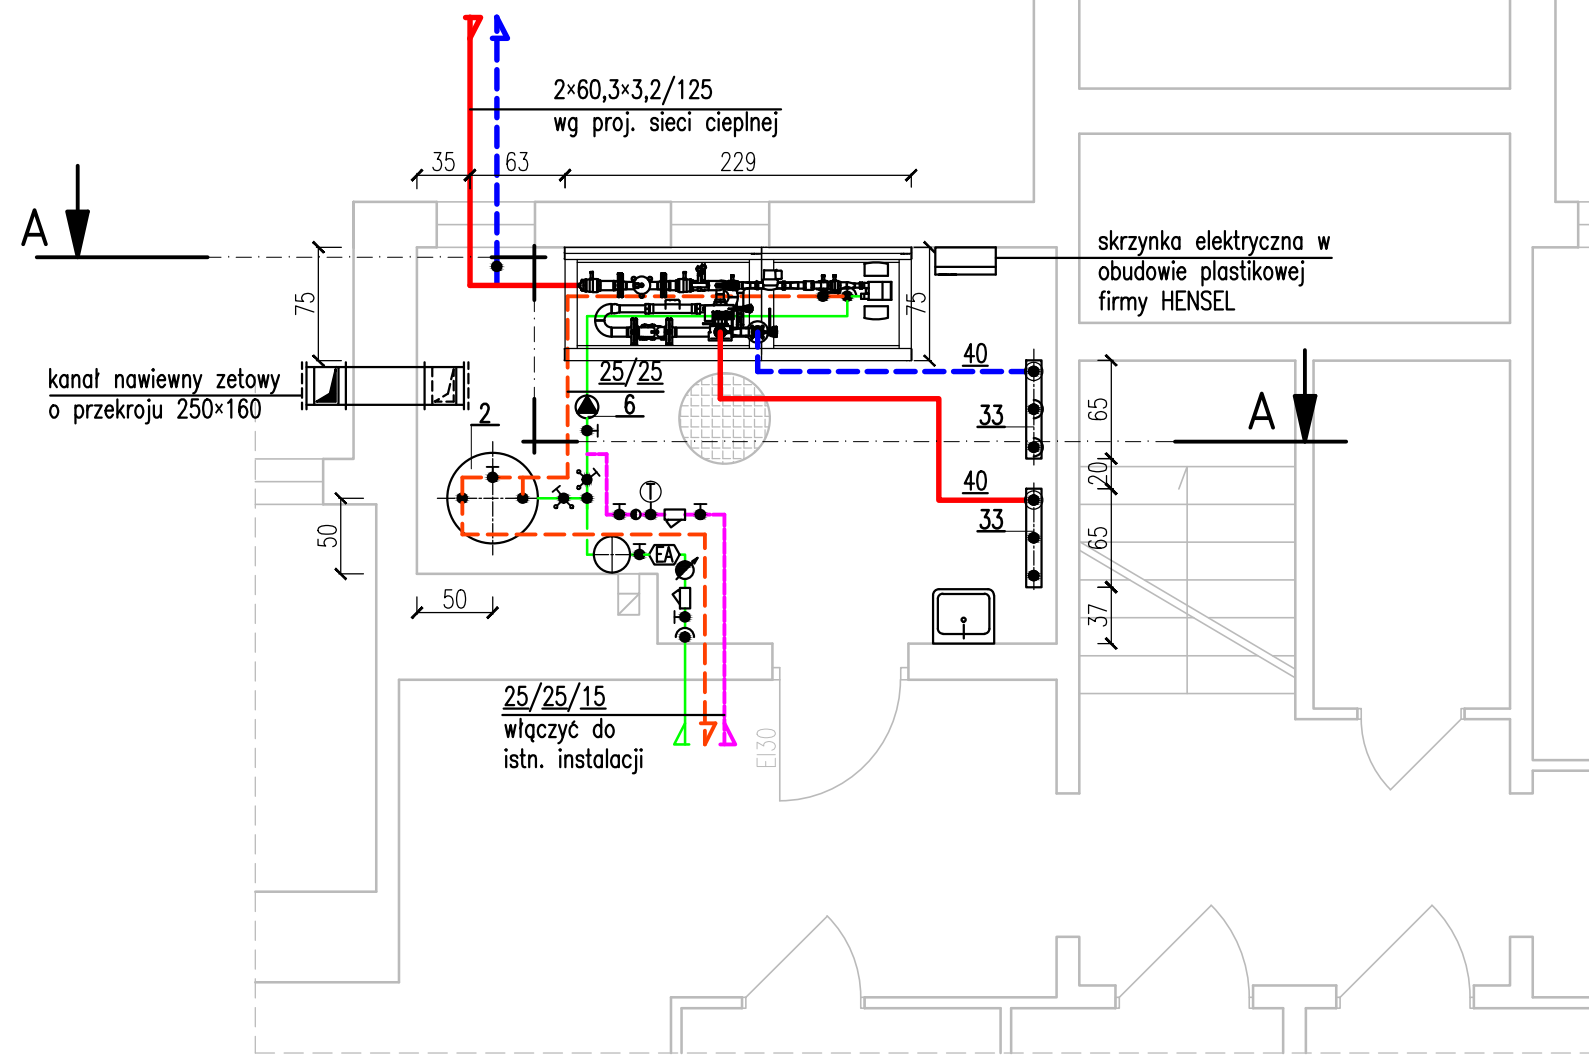 2×60,3×3,2/125
wg proj. sieci cieplnej
35
63
229
A
75
75
skrzynka elektryczna w
obudowie plastikowej
firmy HENSEL
kanał nawiewny zetowy
o przekroju 250×160
25/25
6
2
40
33
65
A
20
T
40
33
65
50
EA
50
37
25/25/15
włączyć do
istn. instalacji
EI30